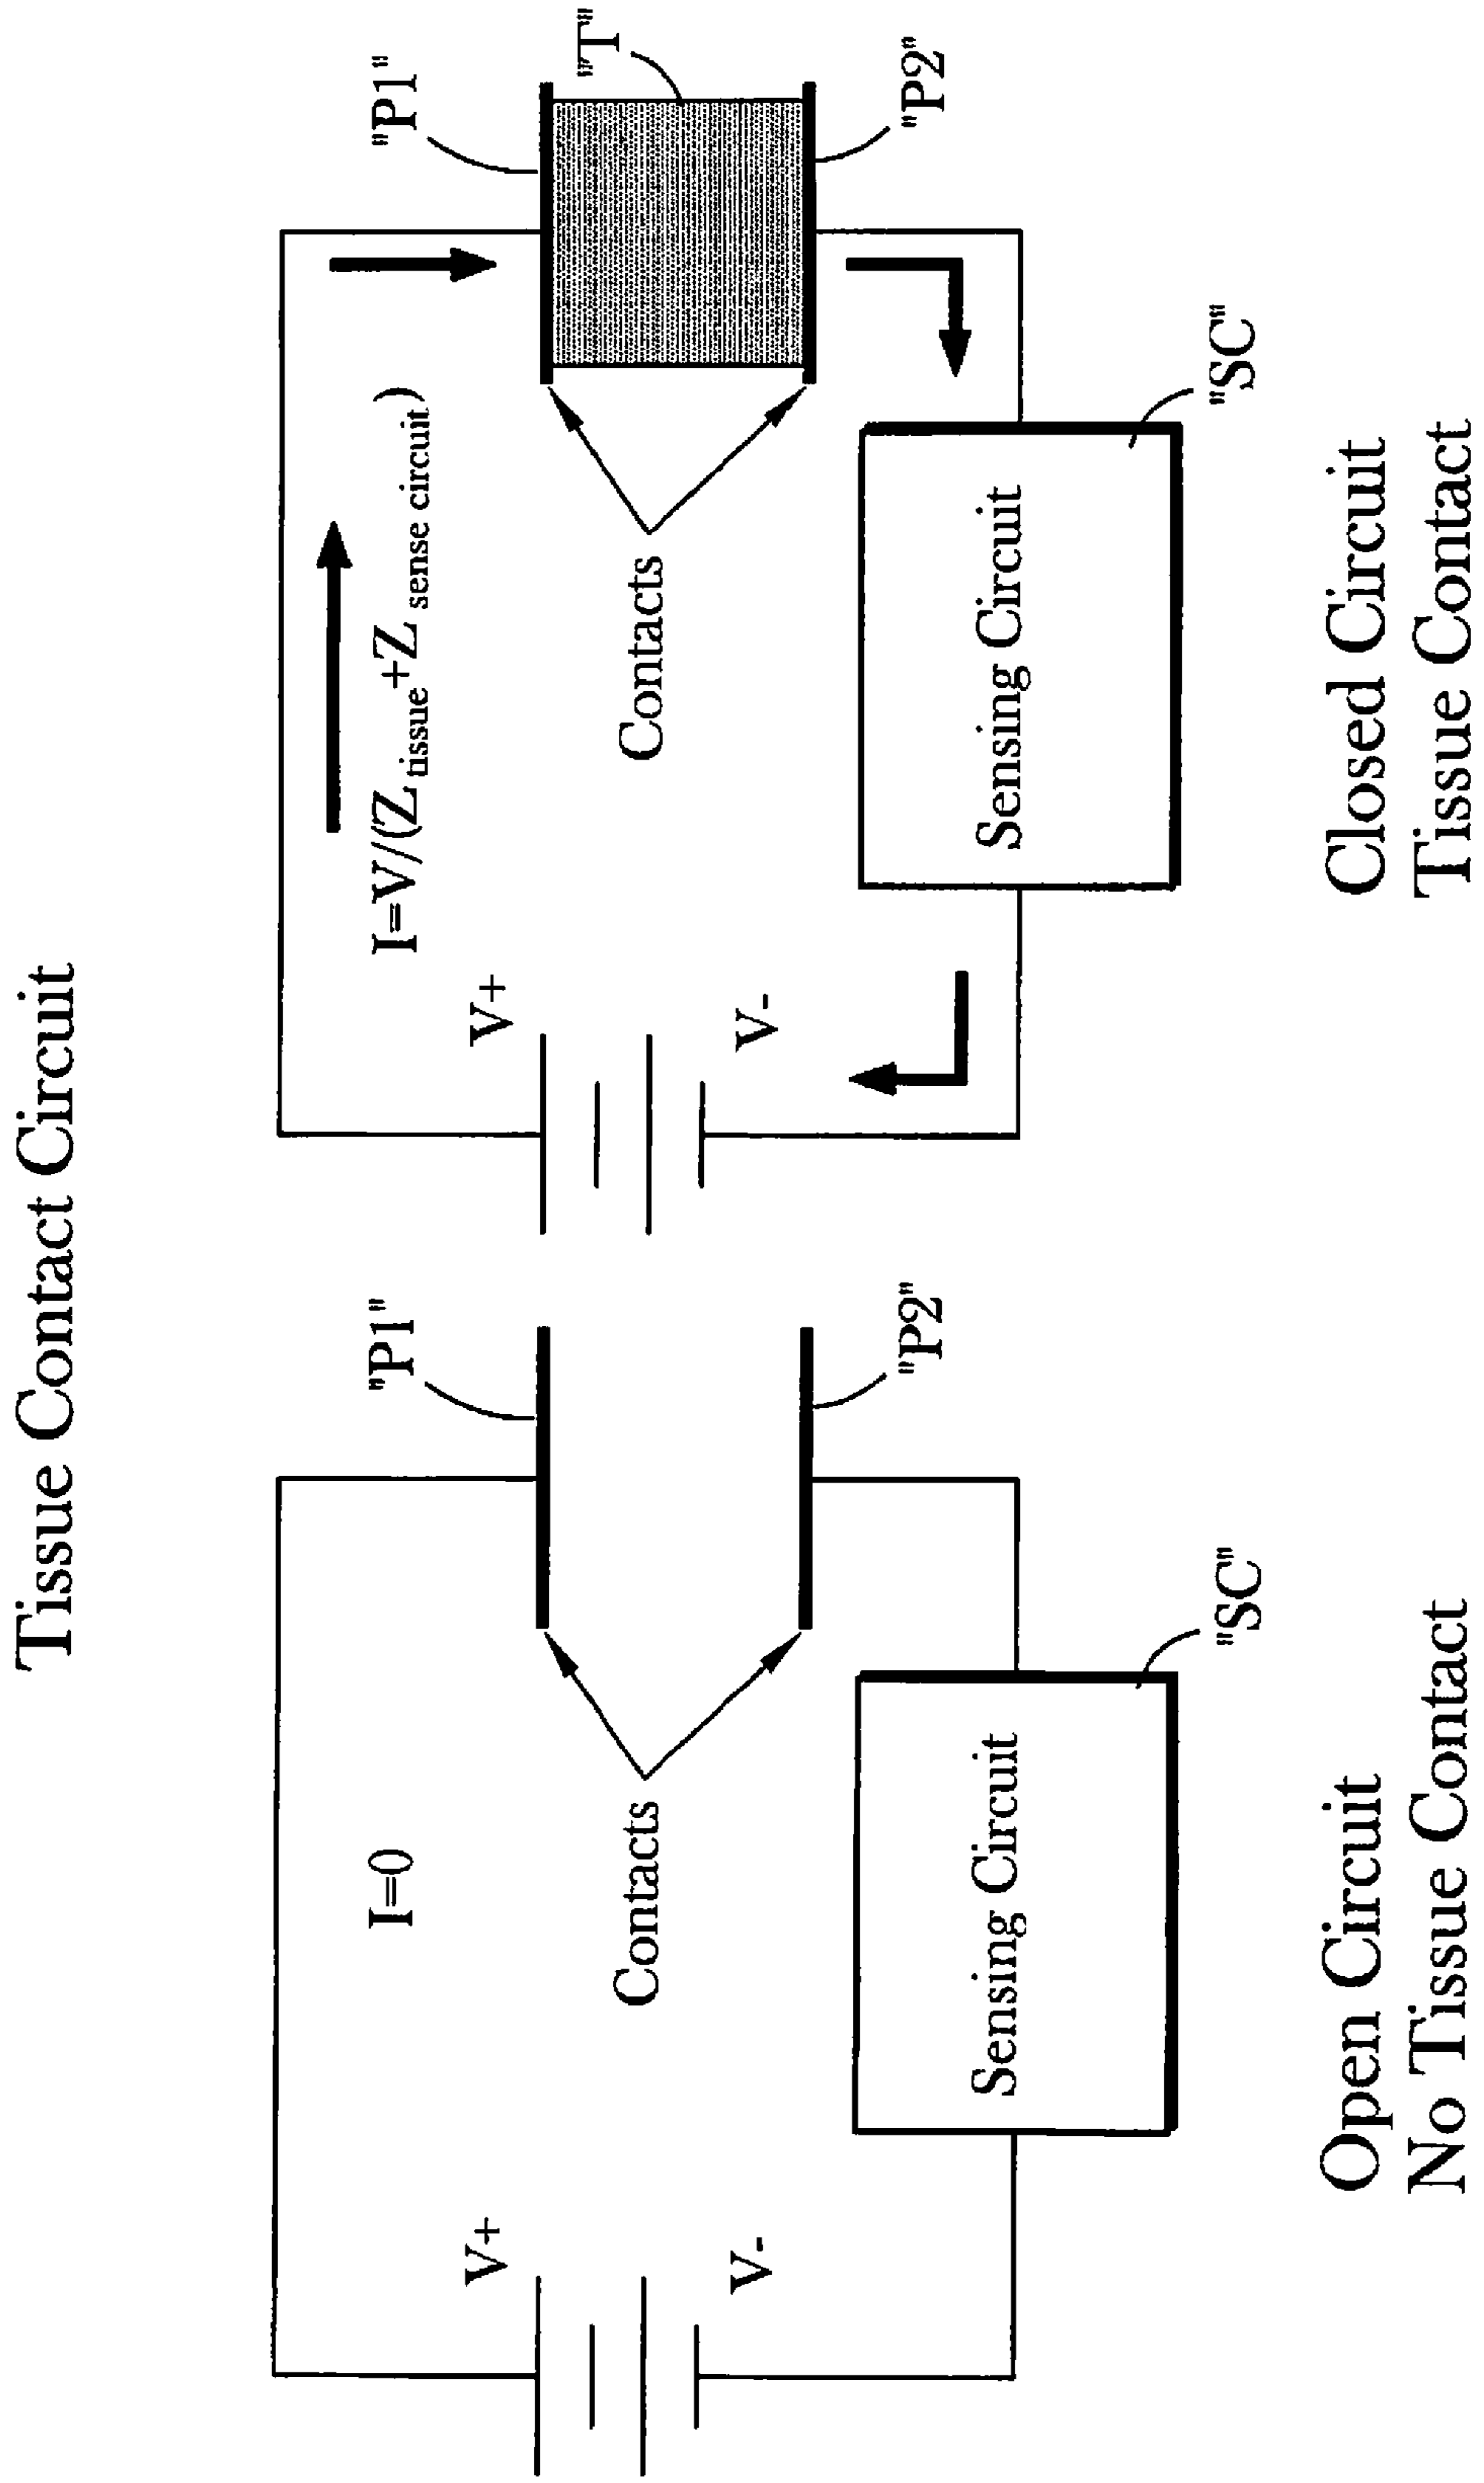 Tissue Contact Circuit
V+
V-
I=0
Contacts
"P1"
"P2"
Sensing Circuit
"SC"
Open Circuit
No Tissue Contact
V+
V-
I=V/(Z tissue+Z sense circuit)
Contacts
"P1"
"T"
"P2"
Sensing Circuit
"SC"
Closed Circuit
Tissue Contact